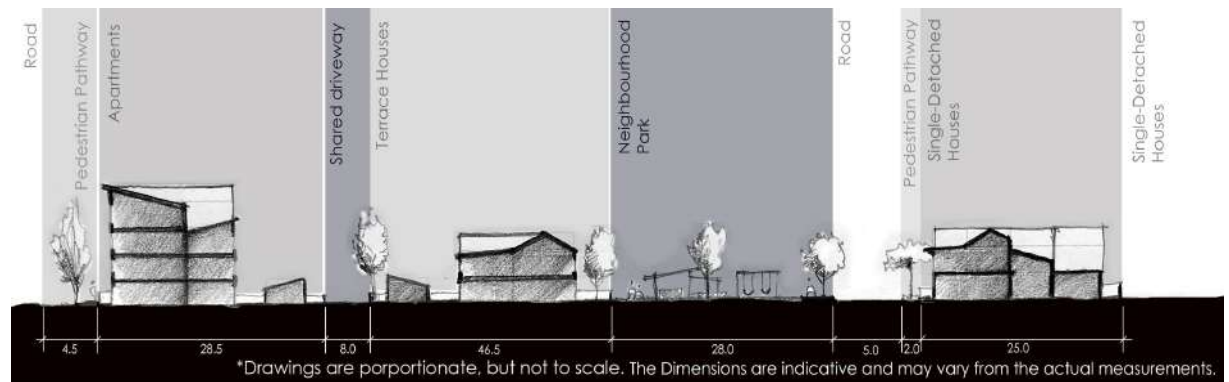 Road
Pedestrian Pathway
Apartments
Shared driveway
Terrace Houses
Neighbourhood
Park
Road
Pedestrian Pathway
Single-Detached
Houses
Single-Detached
Houses
4.5
28.5
8.0
46.5
28.0
5.0
2.0
25.0
*Drawings are porportionate, but not to scale. The Dimensions are indicative and may vary from the actual measurements.